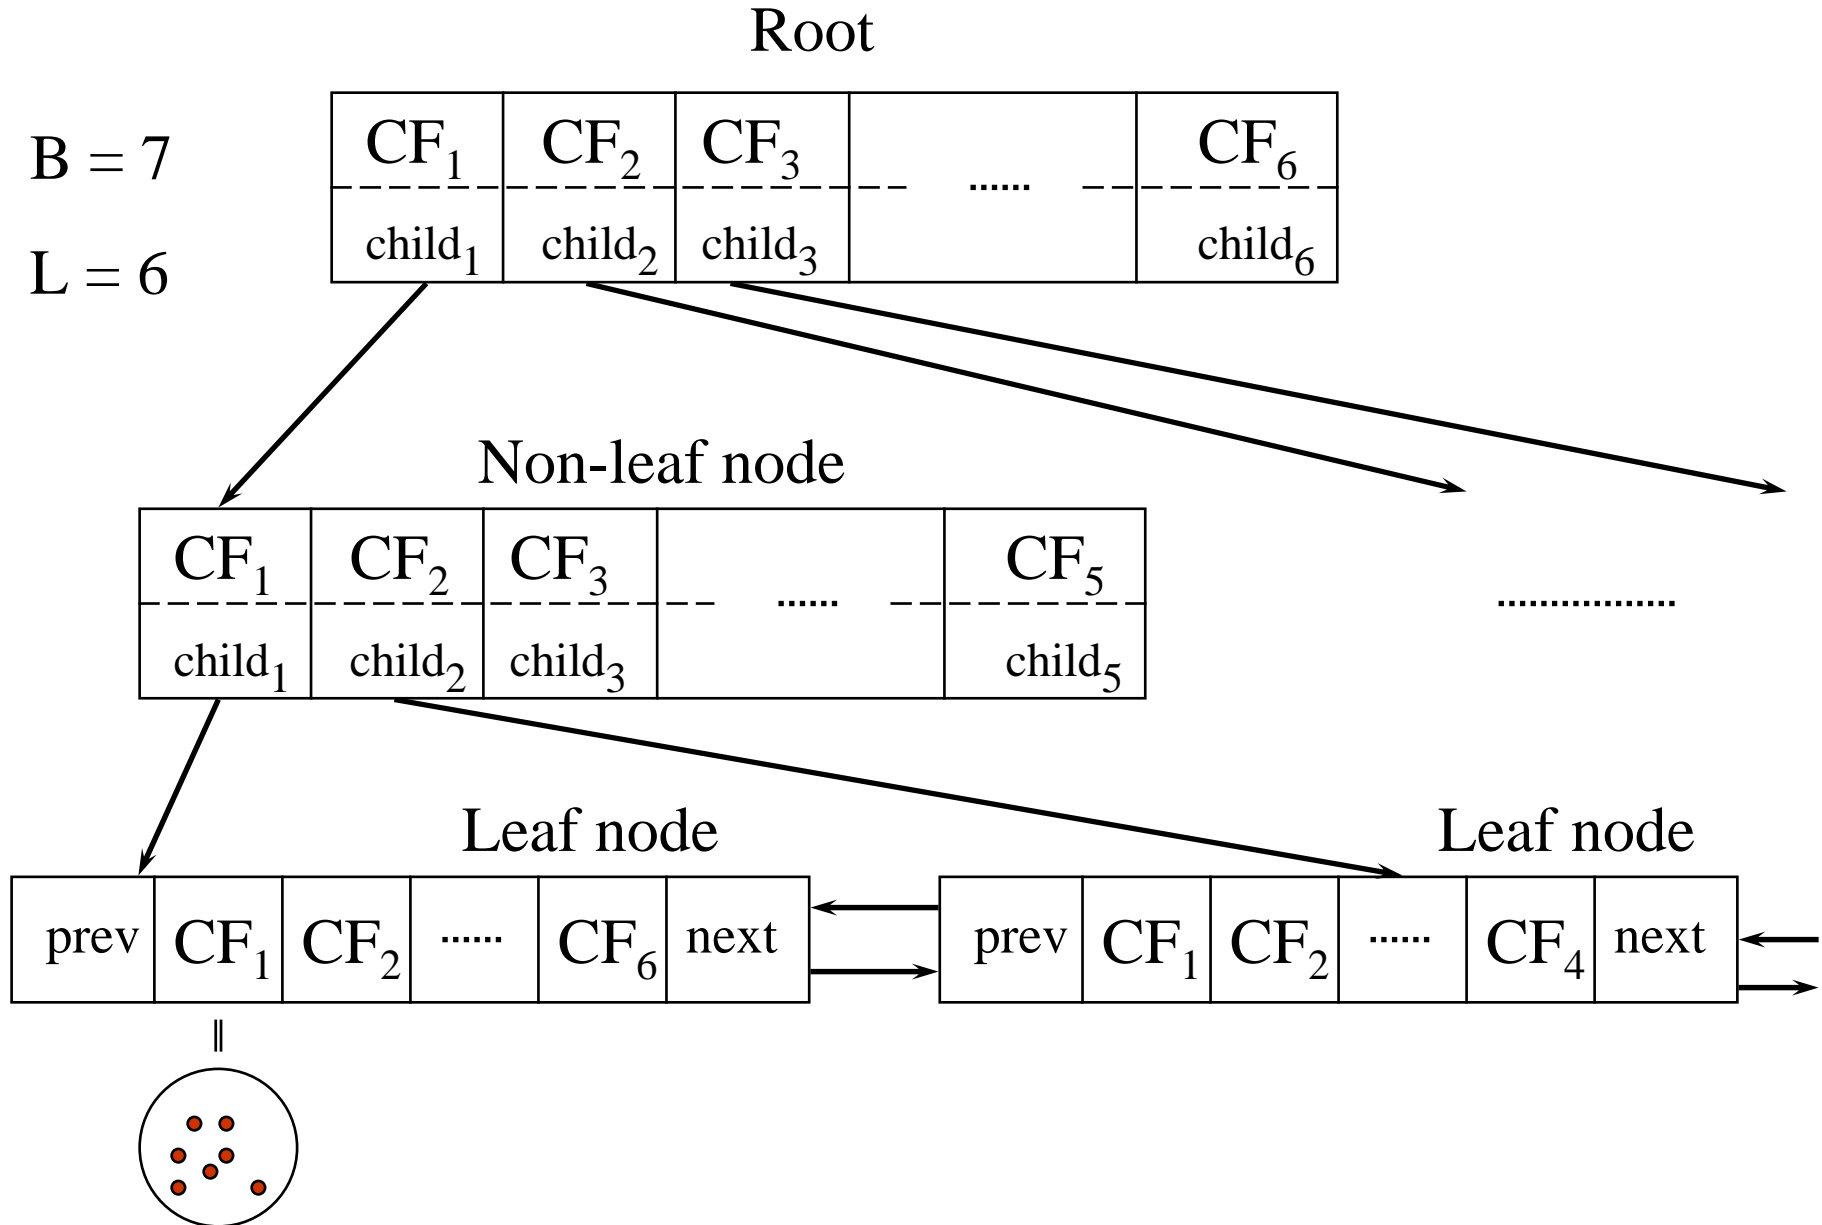 Root
B = 7
L = 6
CF1 CF2 CF3 ...... CF6
child1 child2 child3 child6
Non-leaf node
CF1 CF2 CF3 ...... CF5 .................
child1 child2 child3 child5
Leaf node Leaf node
prev CF1 CF2 ...... CF6 next prev CF1 CF2 ...... CF4 next